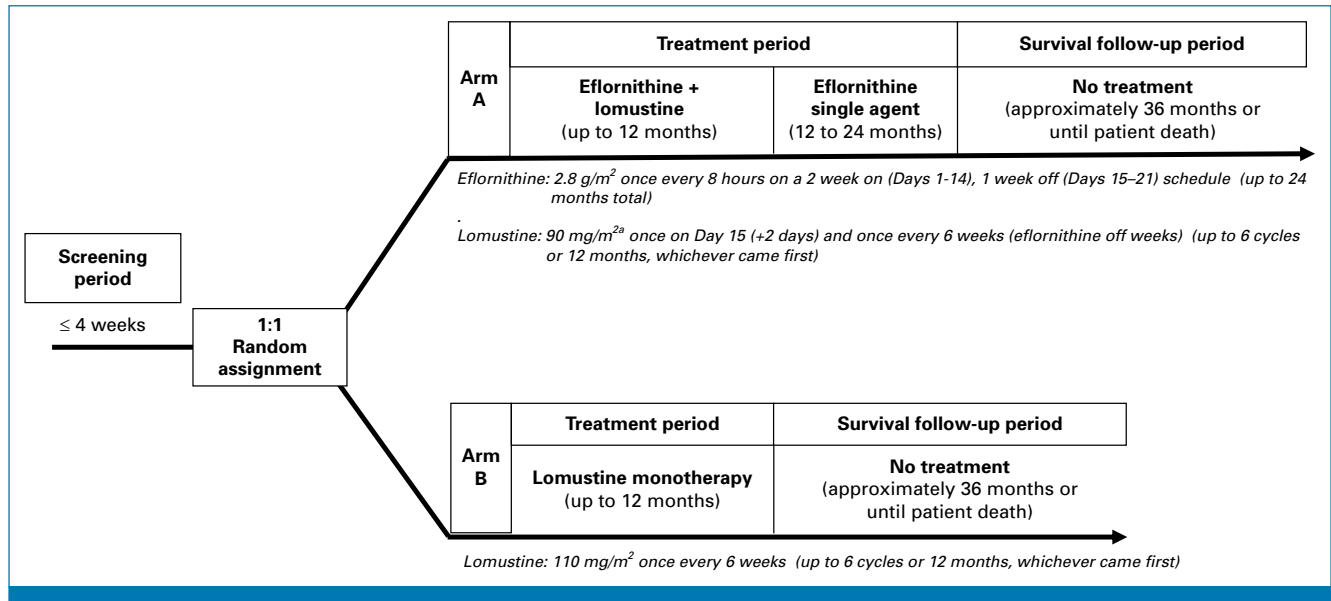 Arm
A
Treatment period
Survival follow-up period
Eflornithine +
lomustine
(up to 12 months)
Eflornithine
single agent
(12 to 24 months)
No treatment
(approximately 36 months or
until patient death)
Eflornithine: 2.8 g/m² once every 8 hours on a 2 week on (Days 1-14), 1 week off (Days 15–21) schedule (up to 24
months total)
.
Lomustine: 90 mg/m²ᵃ once on Day 15 (+2 days) and once every 6 weeks (eflornithine off weeks) (up to 6 cycles
or 12 months, whichever came first)
Screening
period
≤ 4 weeks
1:1
Random
assignment
Arm
B
Treatment period
Survival follow-up period
Lomustine monotherapy
(up to 12 months)
No treatment
(approximately 36 months or
until patient death)
Lomustine: 110 mg/m² once every 6 weeks (up to 6 cycles or 12 months, whichever came first)